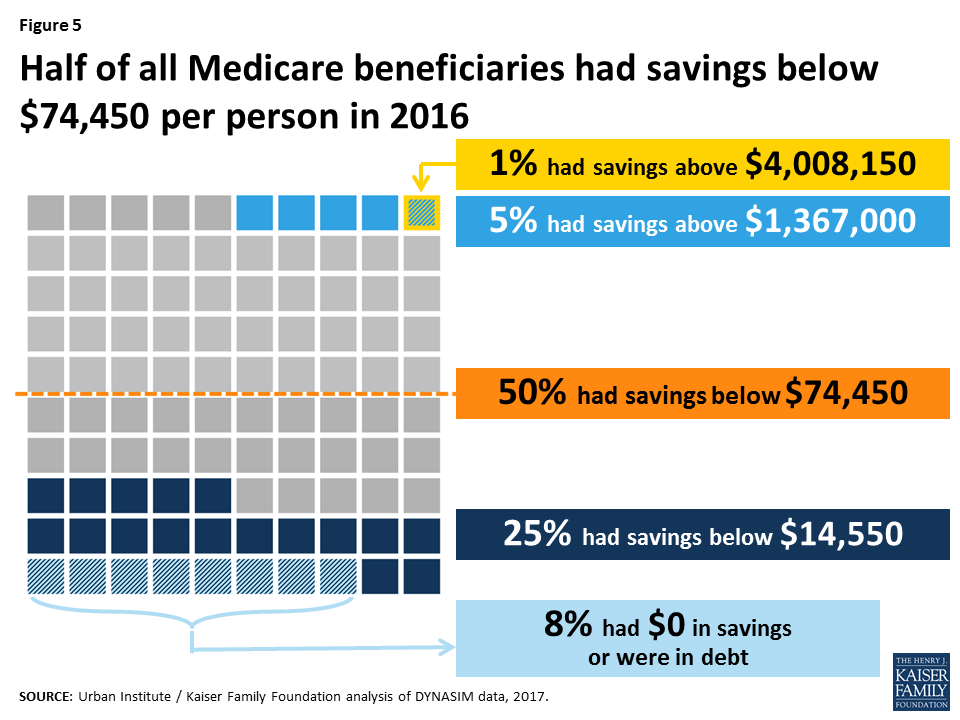 Figure 5
Half of all Medicare beneficiaries had savings below
$74,450 per person in 2016
1% had savings above $4,008,150
5% had savings above $1,367,000
50% had savings below $74,450
25% had savings below $14,550
8% had $0 in savings
or were in debt
SOURCE: Urban Institute / Kaiser Family Foundation analysis of DYNASIM data, 2017.
THE HENRY J.
KAISER
FAMILY
FOUNDATION